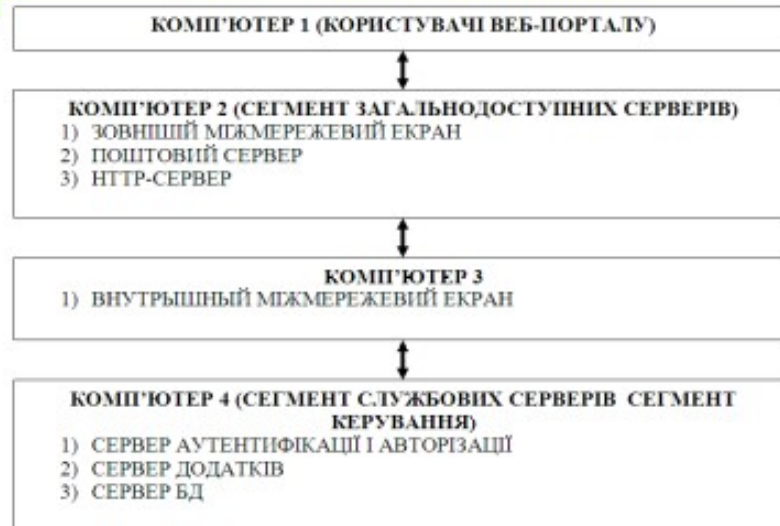 КОМП’ЮТЕР 1 (КОРИСТУВАЧІ ВЕБ-ПОРТАЛУ)
КОМП’ЮТЕР 2 (СЕГМЕНТ ЗАГАЛЬНОДОСТУПНИХ СЕРВЕРІВ)
1) ЗОВНІШІЙ МІЖМЕРЕЖЕВИЙ ЕКРАН
2) ПОШТОВИЙ СЕРВЕР
3) HTTP-СЕРВЕР
КОМП’ЮТЕР 3
1) ВНУТРЫШНЫЙ МІЖМЕРЕЖЕВИЙ ЕКРАН
КОМП’ЮТЕР 4 (СЕГМЕНТ СЛУЖБОВИХ СЕРВЕРІВ СЕГМЕНТ
КЕРУВАННЯ)
1) СЕРВЕР АУТЕНТИФІКАЦІЇ І АВТОРІЗАЦІЇ
2) СЕРВЕР ДОДАТКІВ
3) СЕРВЕР БД